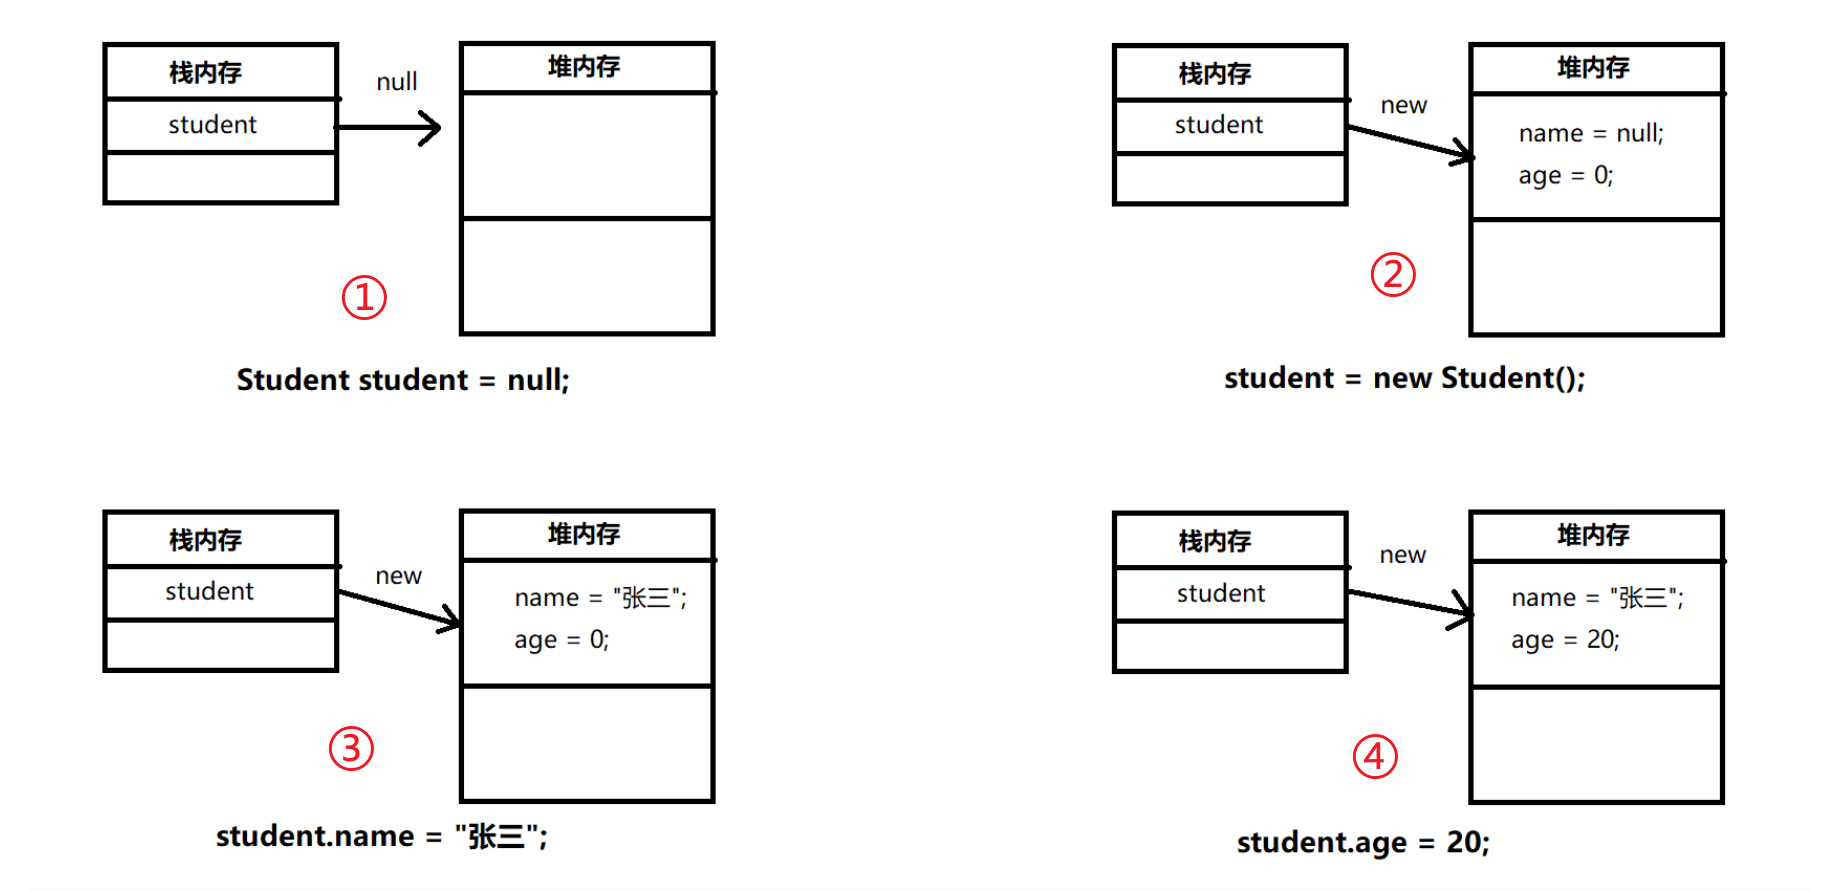 栈内存
null
堆内存
student
①
Student student = null;
栈内存
new
堆内存
student
name = null;
age = 0;
②
student = new Student();
栈内存
new
堆内存
student
name = "张三";
age = 0;
③
student.name = "张三";
栈内存
new
堆内存
student
name = "张三";
age = 20;
④
student.age = 20;